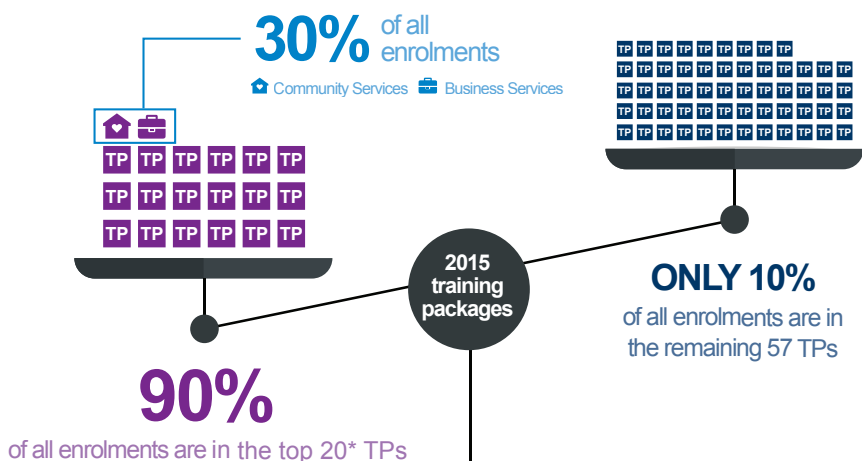 30% of all
enrolments
Community Services Business Services
TP TP TP TP TP TP
TP TP TP TP TP TP
TP TP TP TP TP TP
90%
of all enrolments are in the top 20* TPs
2015
training
packages
TP TP TP TP TP TP TP TP TP
TP TP TP TP TP TP TP TP TP TP TP TP
TP TP TP TP TP TP TP TP TP TP TP TP
TP TP TP TP TP TP TP TP TP TP TP TP
TP TP TP TP TP TP TP TP TP TP TP TP
ONLY 10%
of all enrolments are in
the remaining 57 TPs